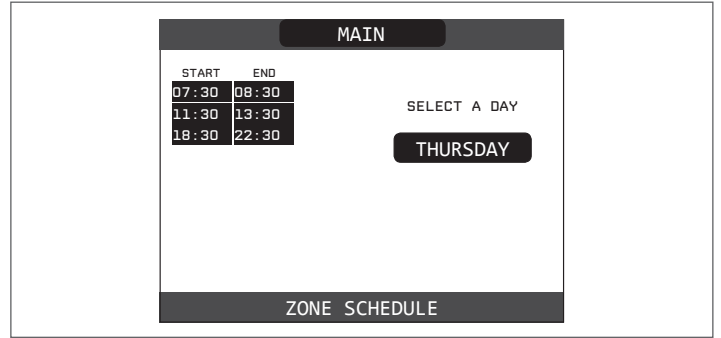 MAIN
START END
07:30 08:30
11:30 13:30
18:30 22:30
SELECT A DAY
THURSDAY
ZONE SCHEDULE